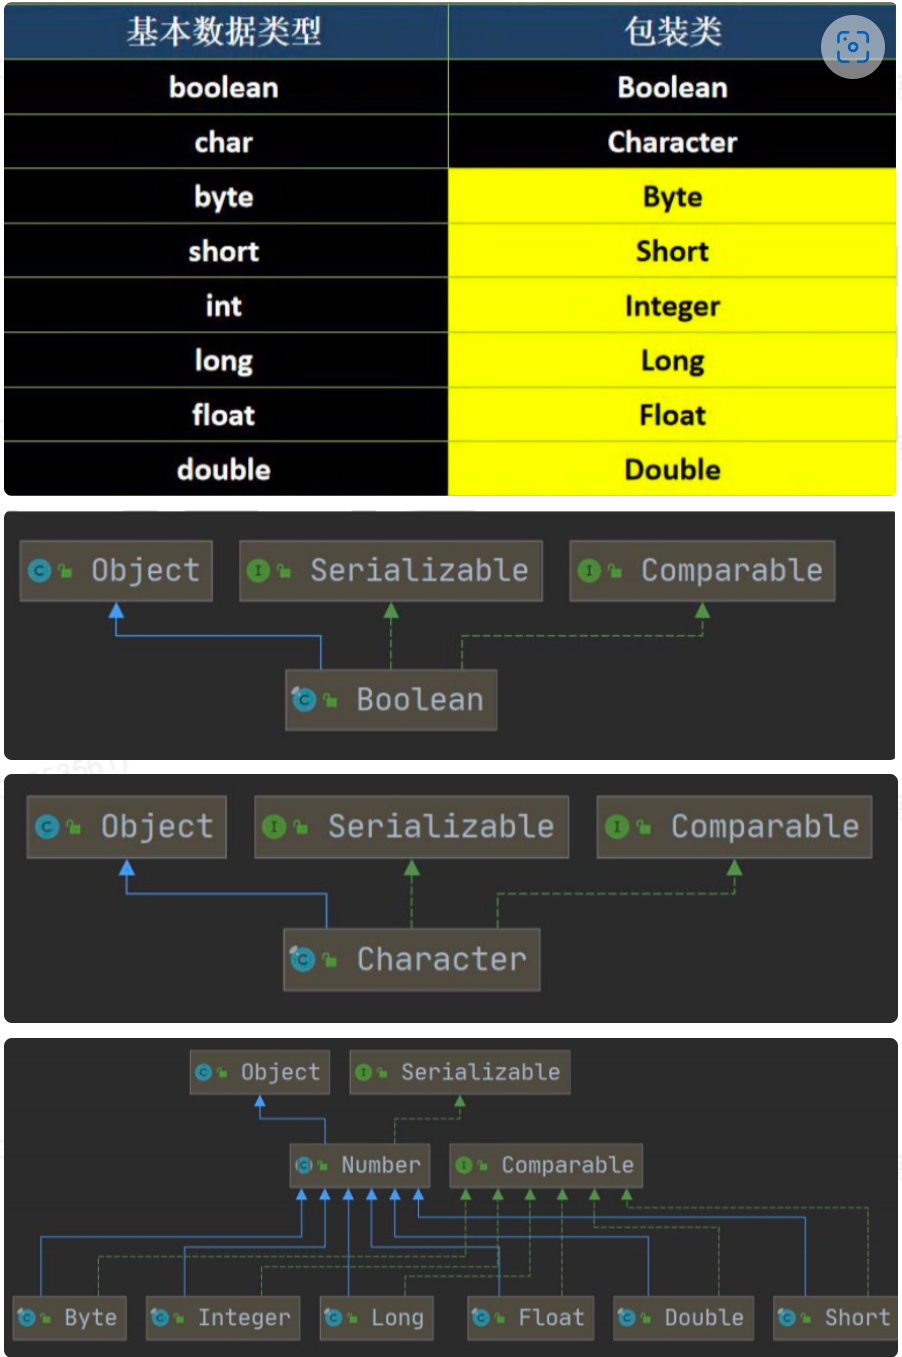 基本数据类型 包装类
boolean Boolean
char Character
byte Byte
short Short
int Integer
long Long
float Float
double Double
Object Serializable Comparable
Boolean
Object Serializable Comparable
Character
Object Serializable
Number Comparable
Byte Integer Long Float Double Short